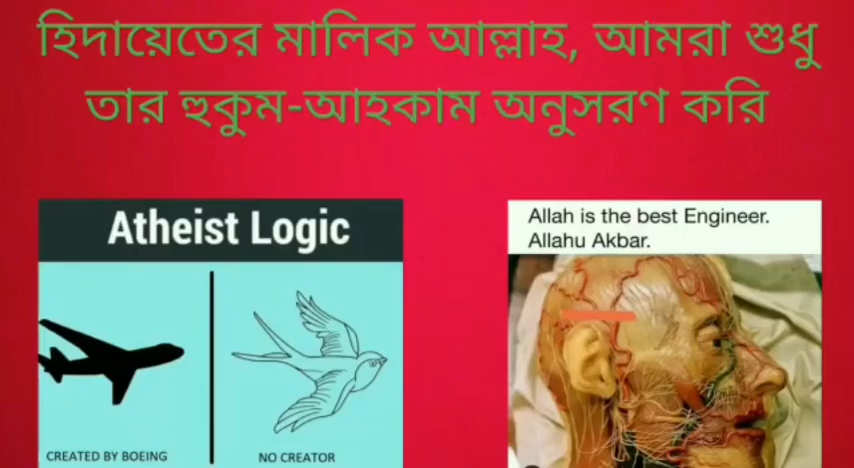 হিদায়েতের মালিক আল্লাহ, আমরা শুধু
তার হুকুম-আহকাম অনুসরণ করি
Atheist Logic
CREATED BY BOEING
NO CREATOR
Allah is the best Engineer.
Allahu Akbar.